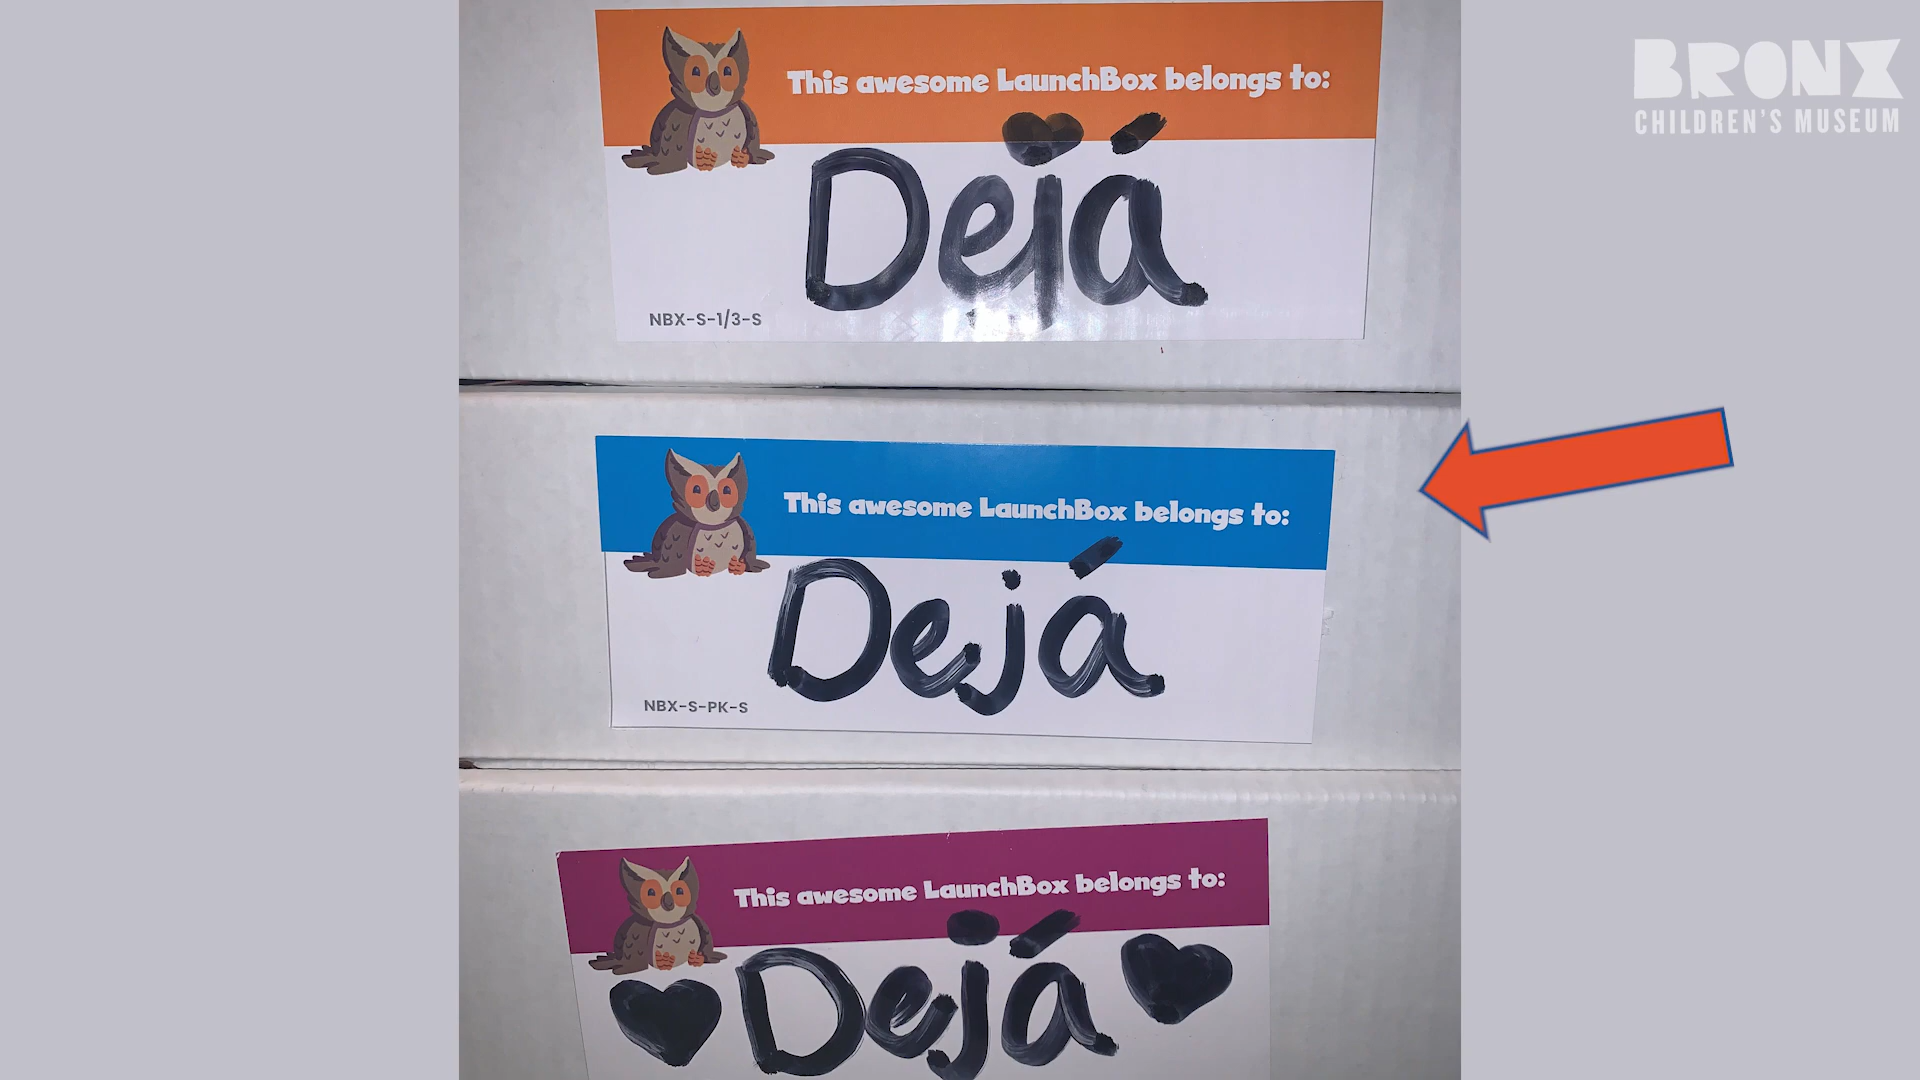 BRONX
CHILDREN'S MUSEUM
This awesome LaunchBox belongs to:
Dejá
NBX-S-1/3-S
This awesome LaunchBox belongs to:
Dejá
NBX-S-PK-S
This awesome LaunchBox belongs to:
Dejá